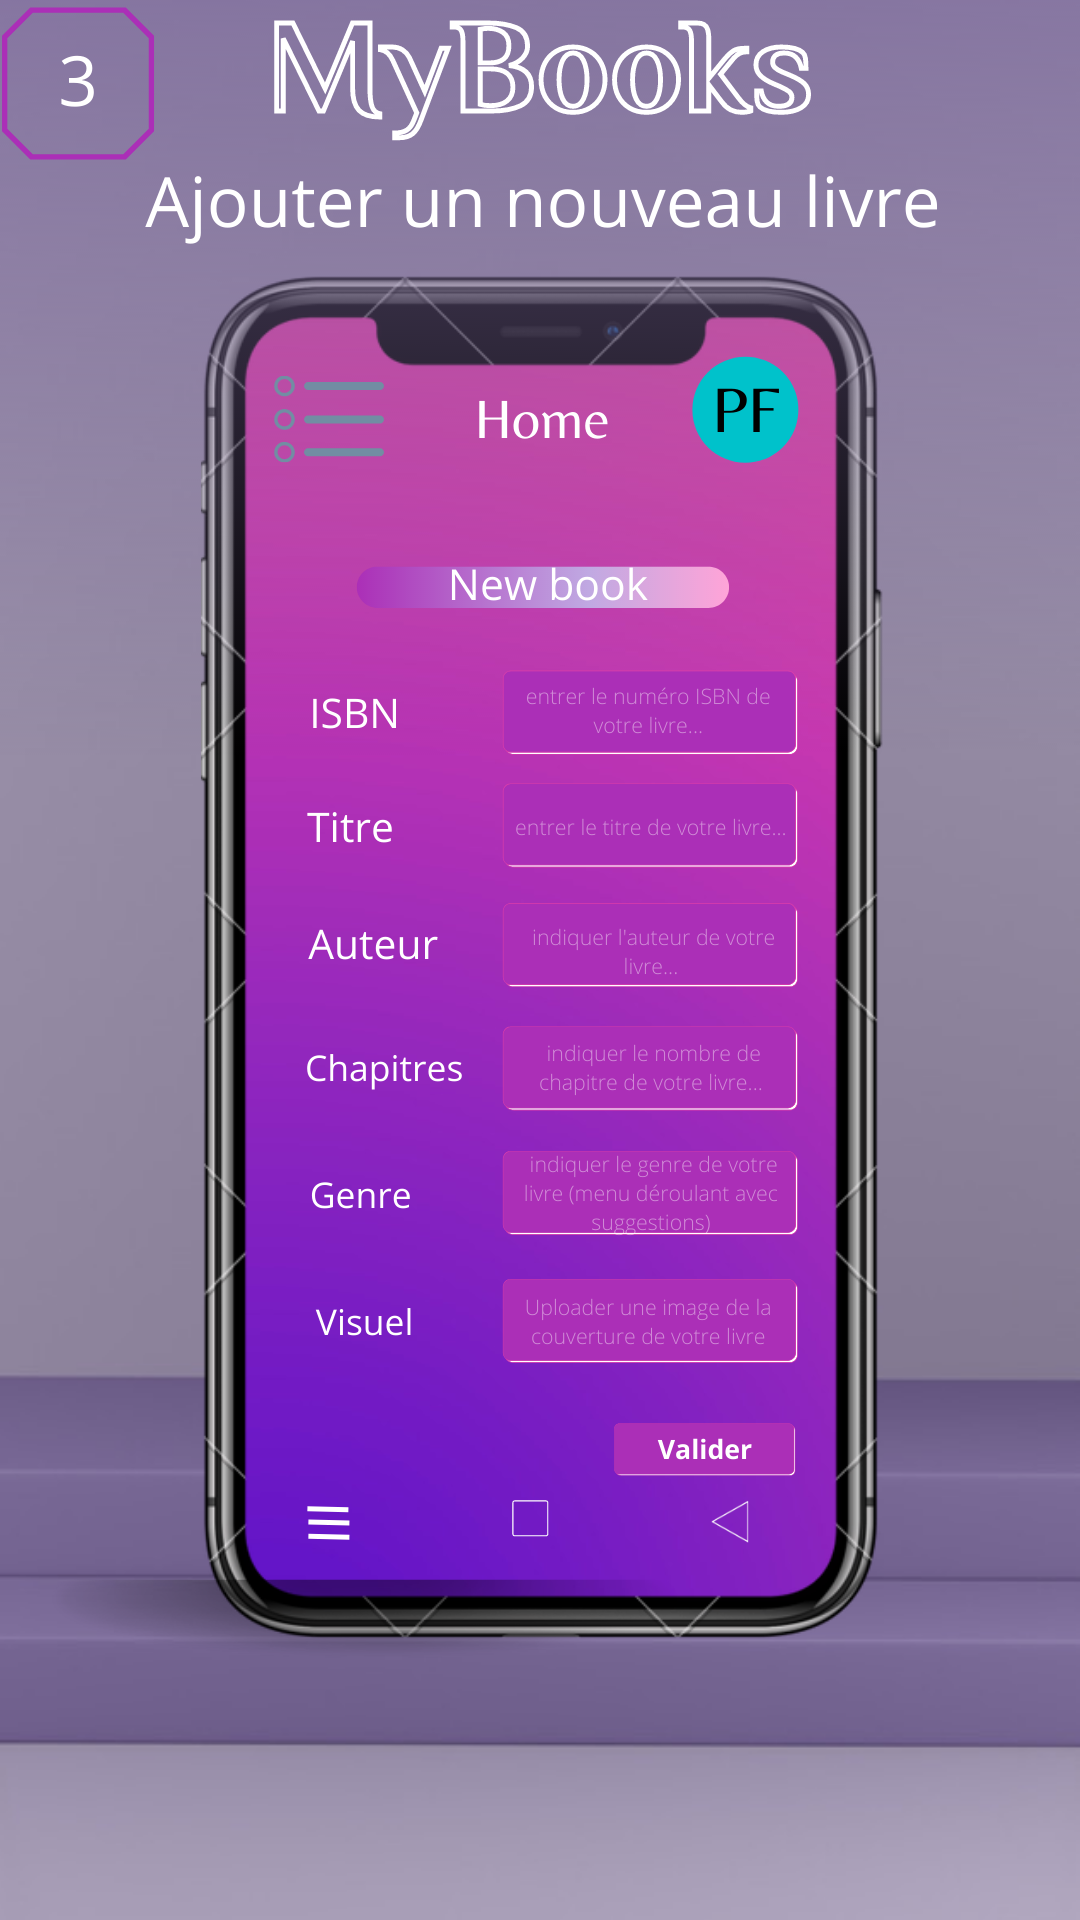 3
MyBooks
Ajouter un nouveau livre
Home
PF
New book
ISBN
entrer le numéro ISBN de
votre livre...
Titre
entrer le titre de votre livre...
Auteur
indiquer l'auteur de votre
livre...
Chapitres
indiquer le nombre de
chapitre de votre livre...
Genre
indiquer le genre de votre
livre (menu déroulant avec
suggestions)
Visuel
Uploader une image de la
couverture de votre livre
Valider